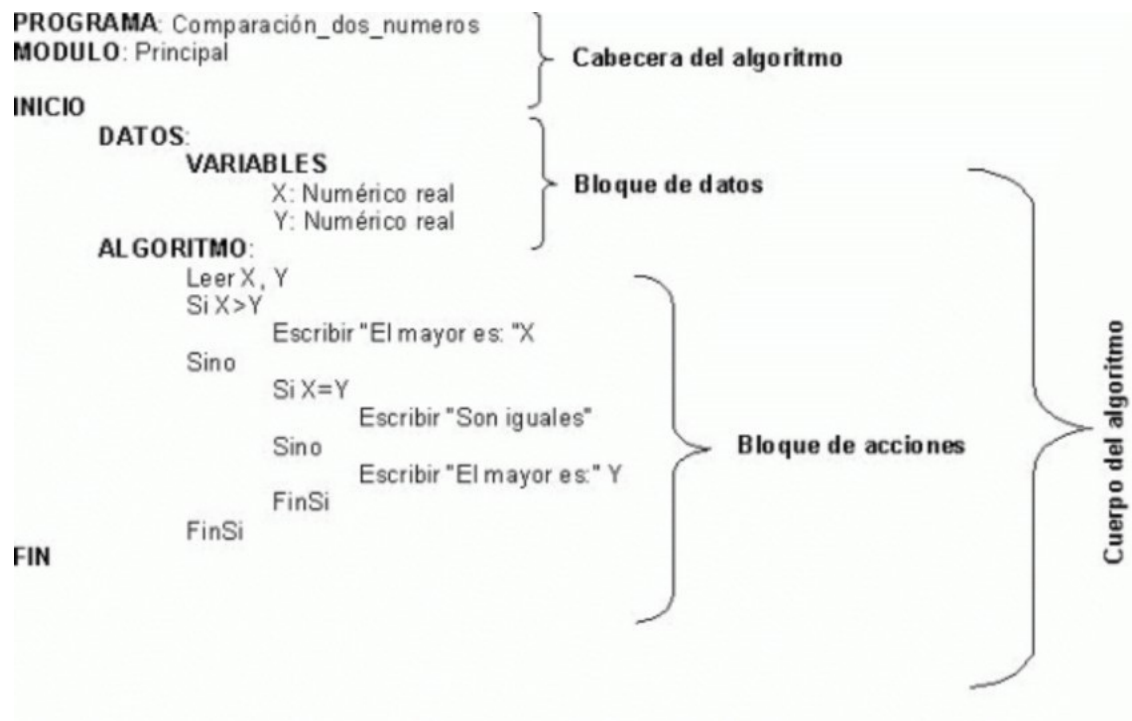 PROGRAMA: Comparación_dos_numeros
MODULO: Principal
Cabecera del algoritmo
INICIO
DATOS:
VARIABLES
X: Numérico real
Y: Numérico real
Bloque de datos
ALGORITMO:
Leer X, Y
Si X>Y
Escribir "El mayor es: "X
Sino
Si X=Y
Escribir "Son iguales"
Sino
Escribir "El mayor es:" Y
FinSi
FinSi
FIN
Bloque de acciones
Cuerpo del algoritmo